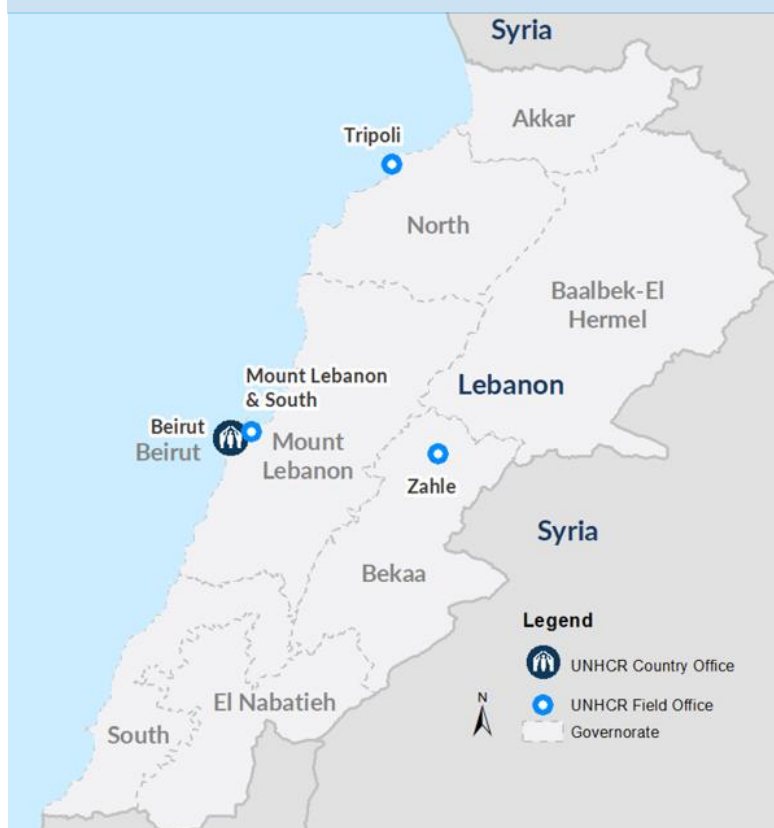 Syria
Akkar
Tripoli
North
Baalbek-El
Hermel
Mount Lebanon
& South
Lebanon
Beirut
Beirut
Mount
Lebanon
Zahle
Syria
Bekaa
Legend
UNHCR Country Office
El Nabatieh
N
UNHCR Field Office
South
Governorate